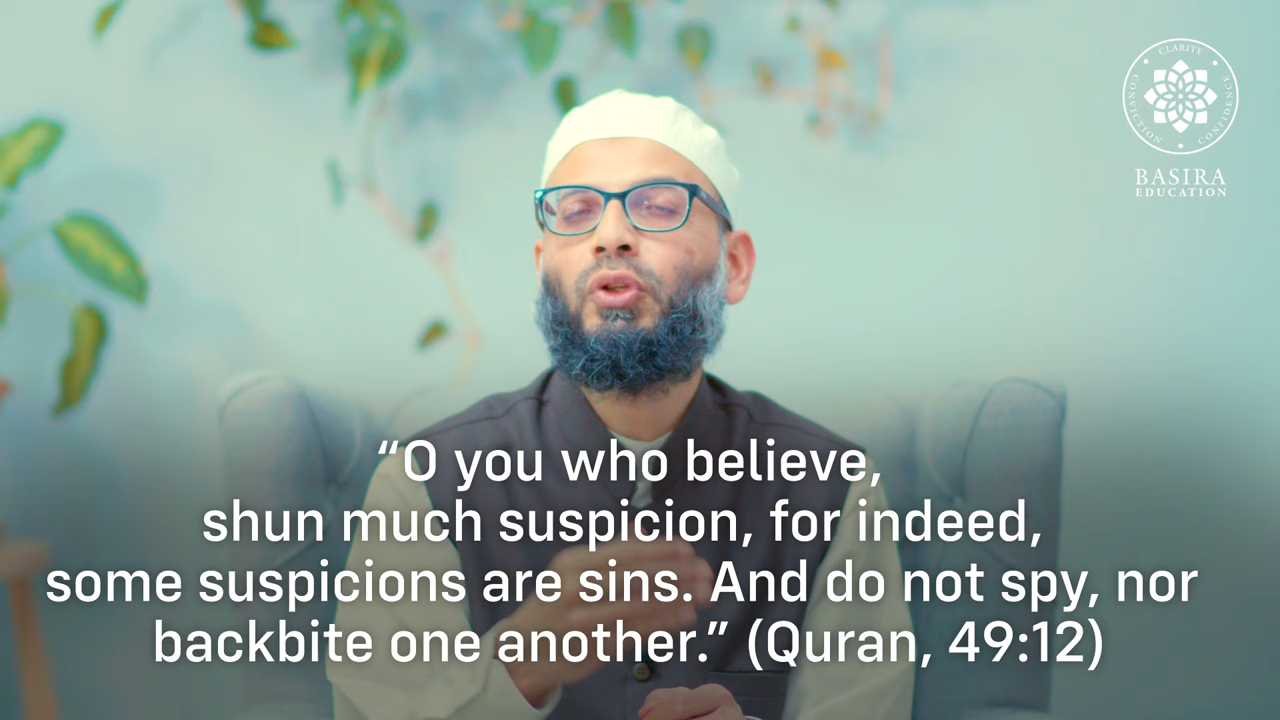 CLARITY
CONVICTION
CONFIDENCE
BASIRA
EDUCATION
“O you who believe,
shun much suspicion, for indeed,
some suspicions are sins. And do not spy, nor
backbite one another.” (Quran, 49:12)